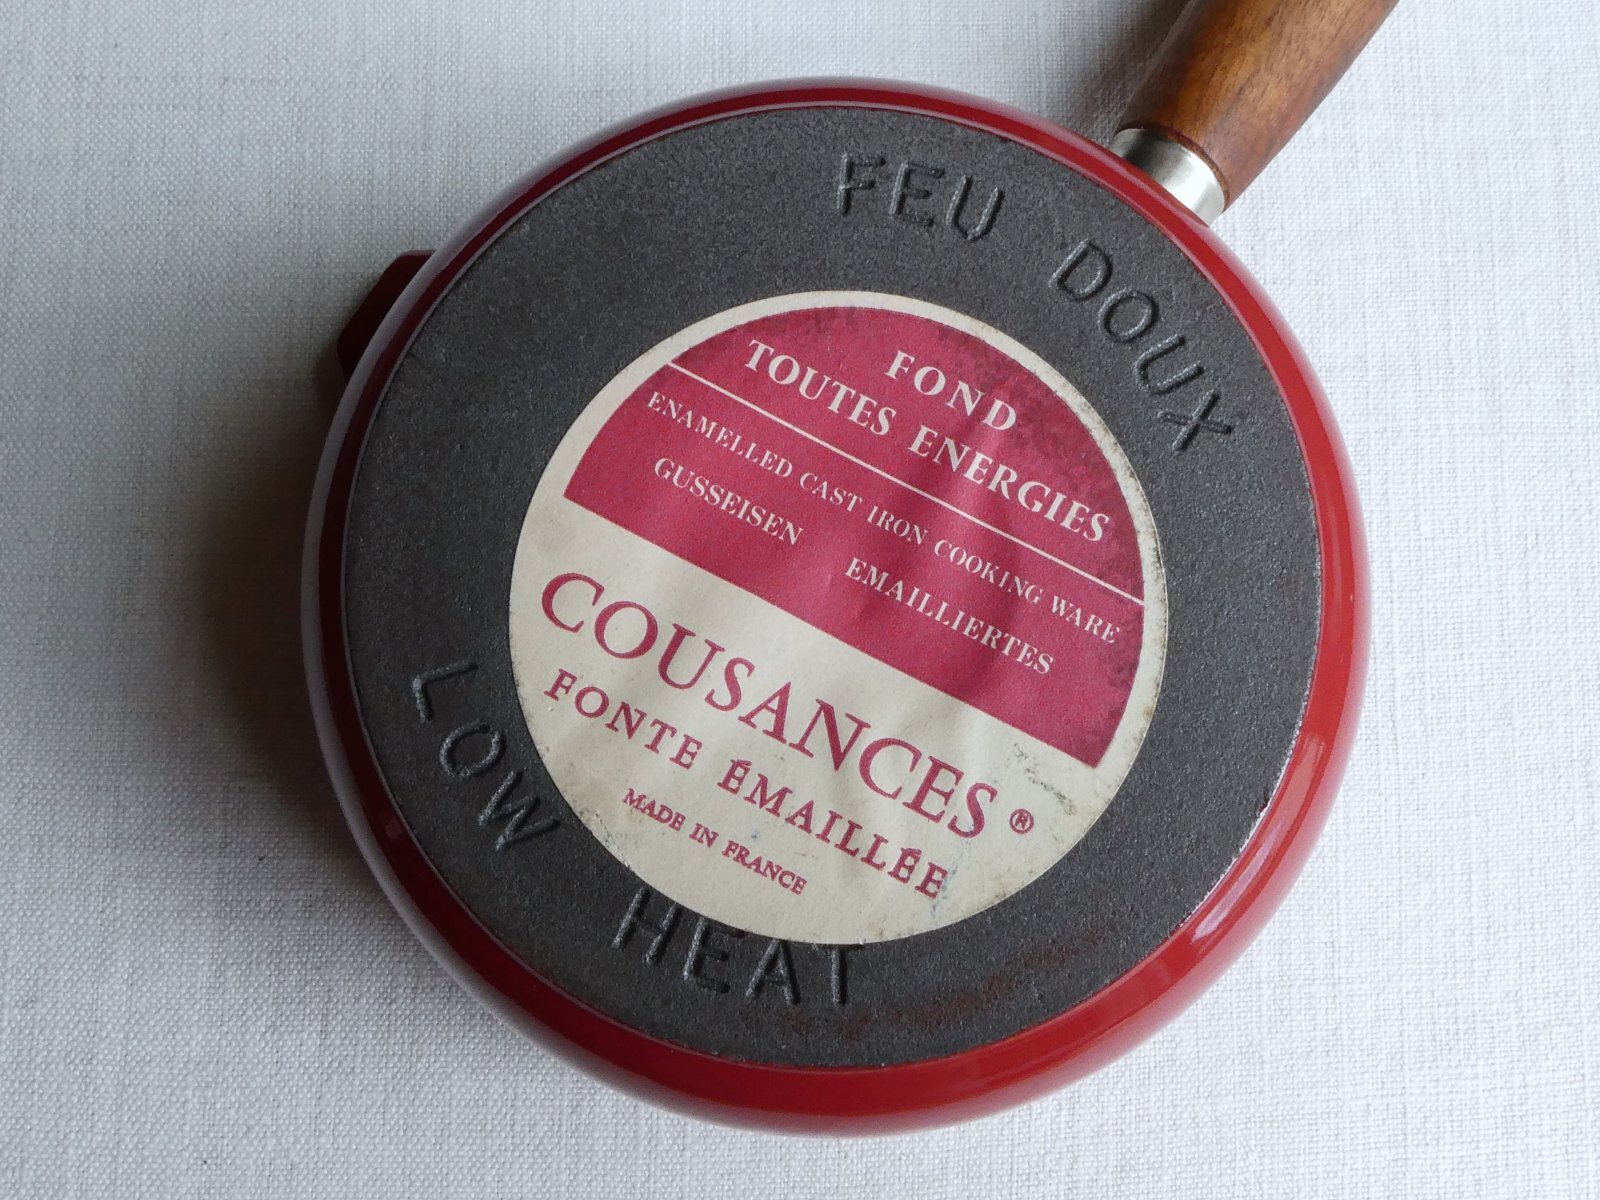 FEU DOUX
FOND
TOUTES ENERGIES
ENAMELLED CAST IRON COOKING WARE
GUSSEISEN EMAILLIERTES
COUSANCES®
FONTE ÉMAILLÉE
MADE IN FRANCE
LOW HEAT